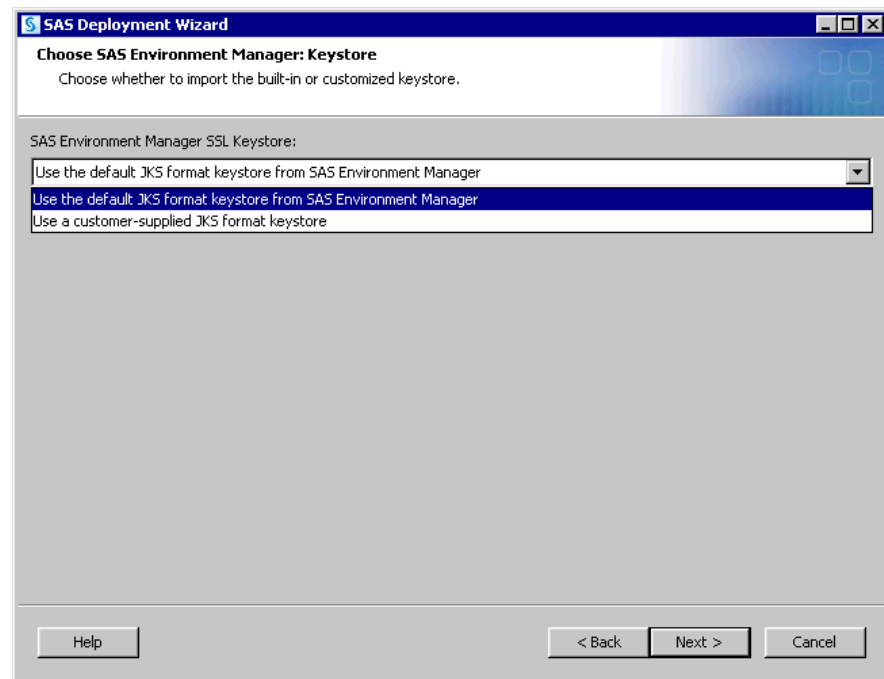 SAS Deployment Wizard
Choose SAS Environment Manager: Keystore
Choose whether to import the built-in or customized keystore.
SAS Environment Manager SSL Keystore:
Use the default JKS format keystore from SAS Environment Manager
Use the default JKS format keystore from SAS Environment Manager
Use a customer-supplied JKS format keystore
Help < Back Next > Cancel